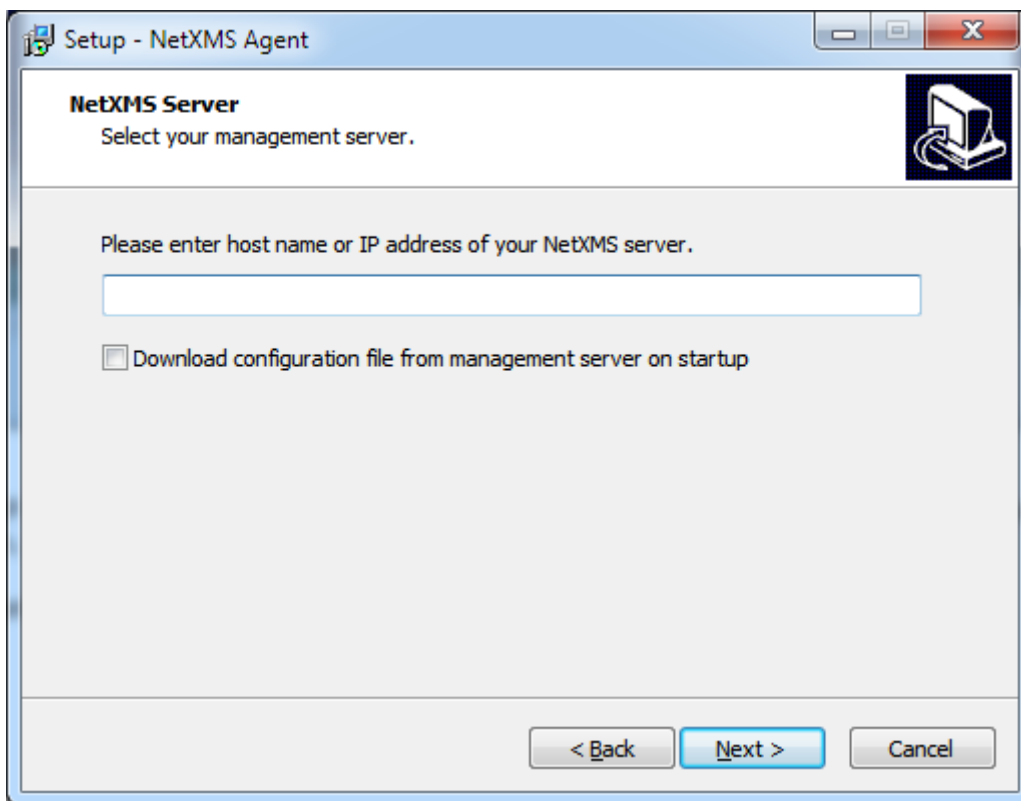 Setup - NetXMS Agent
NetXMS Server
Select your management server.
Please enter host name or IP address of your NetXMS server.
Download configuration file from management server on startup
< Back
Next >
Cancel